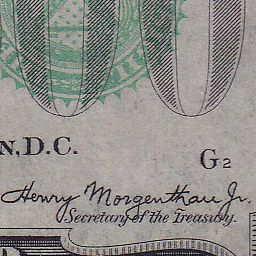 N, D.C.
G2
Henry Morgenthau Jr.
Secretary of the Treasury.